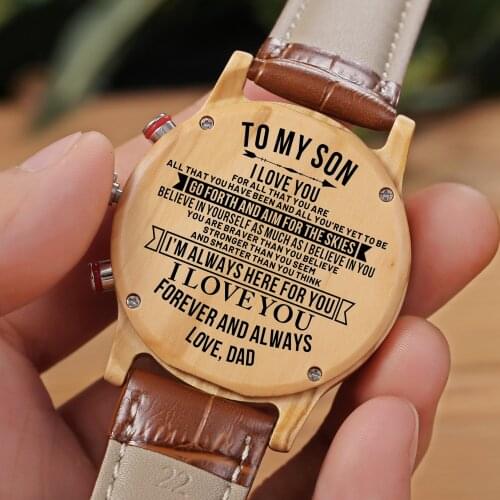 TO MY SON
I LOVE YOU
FOR ALL THAT YOU ARE
ALL THAT YOU HAVE BEEN AND ALL YOU'RE YET TO BE
GO FORTH AND AIM FOR THE SKIES
BELIEVE IN YOURSELF AS MUCH AS I BELIEVE IN YOU
YOU ARE BRAVER THAN YOU BELIEVE
STRONGER THAN YOU SEEM
AND SMARTER THAN YOU THINK
I'M ALWAYS HERE FOR YOU
I LOVE YOU
FOREVER AND ALWAYS
LOVE, DAD
22